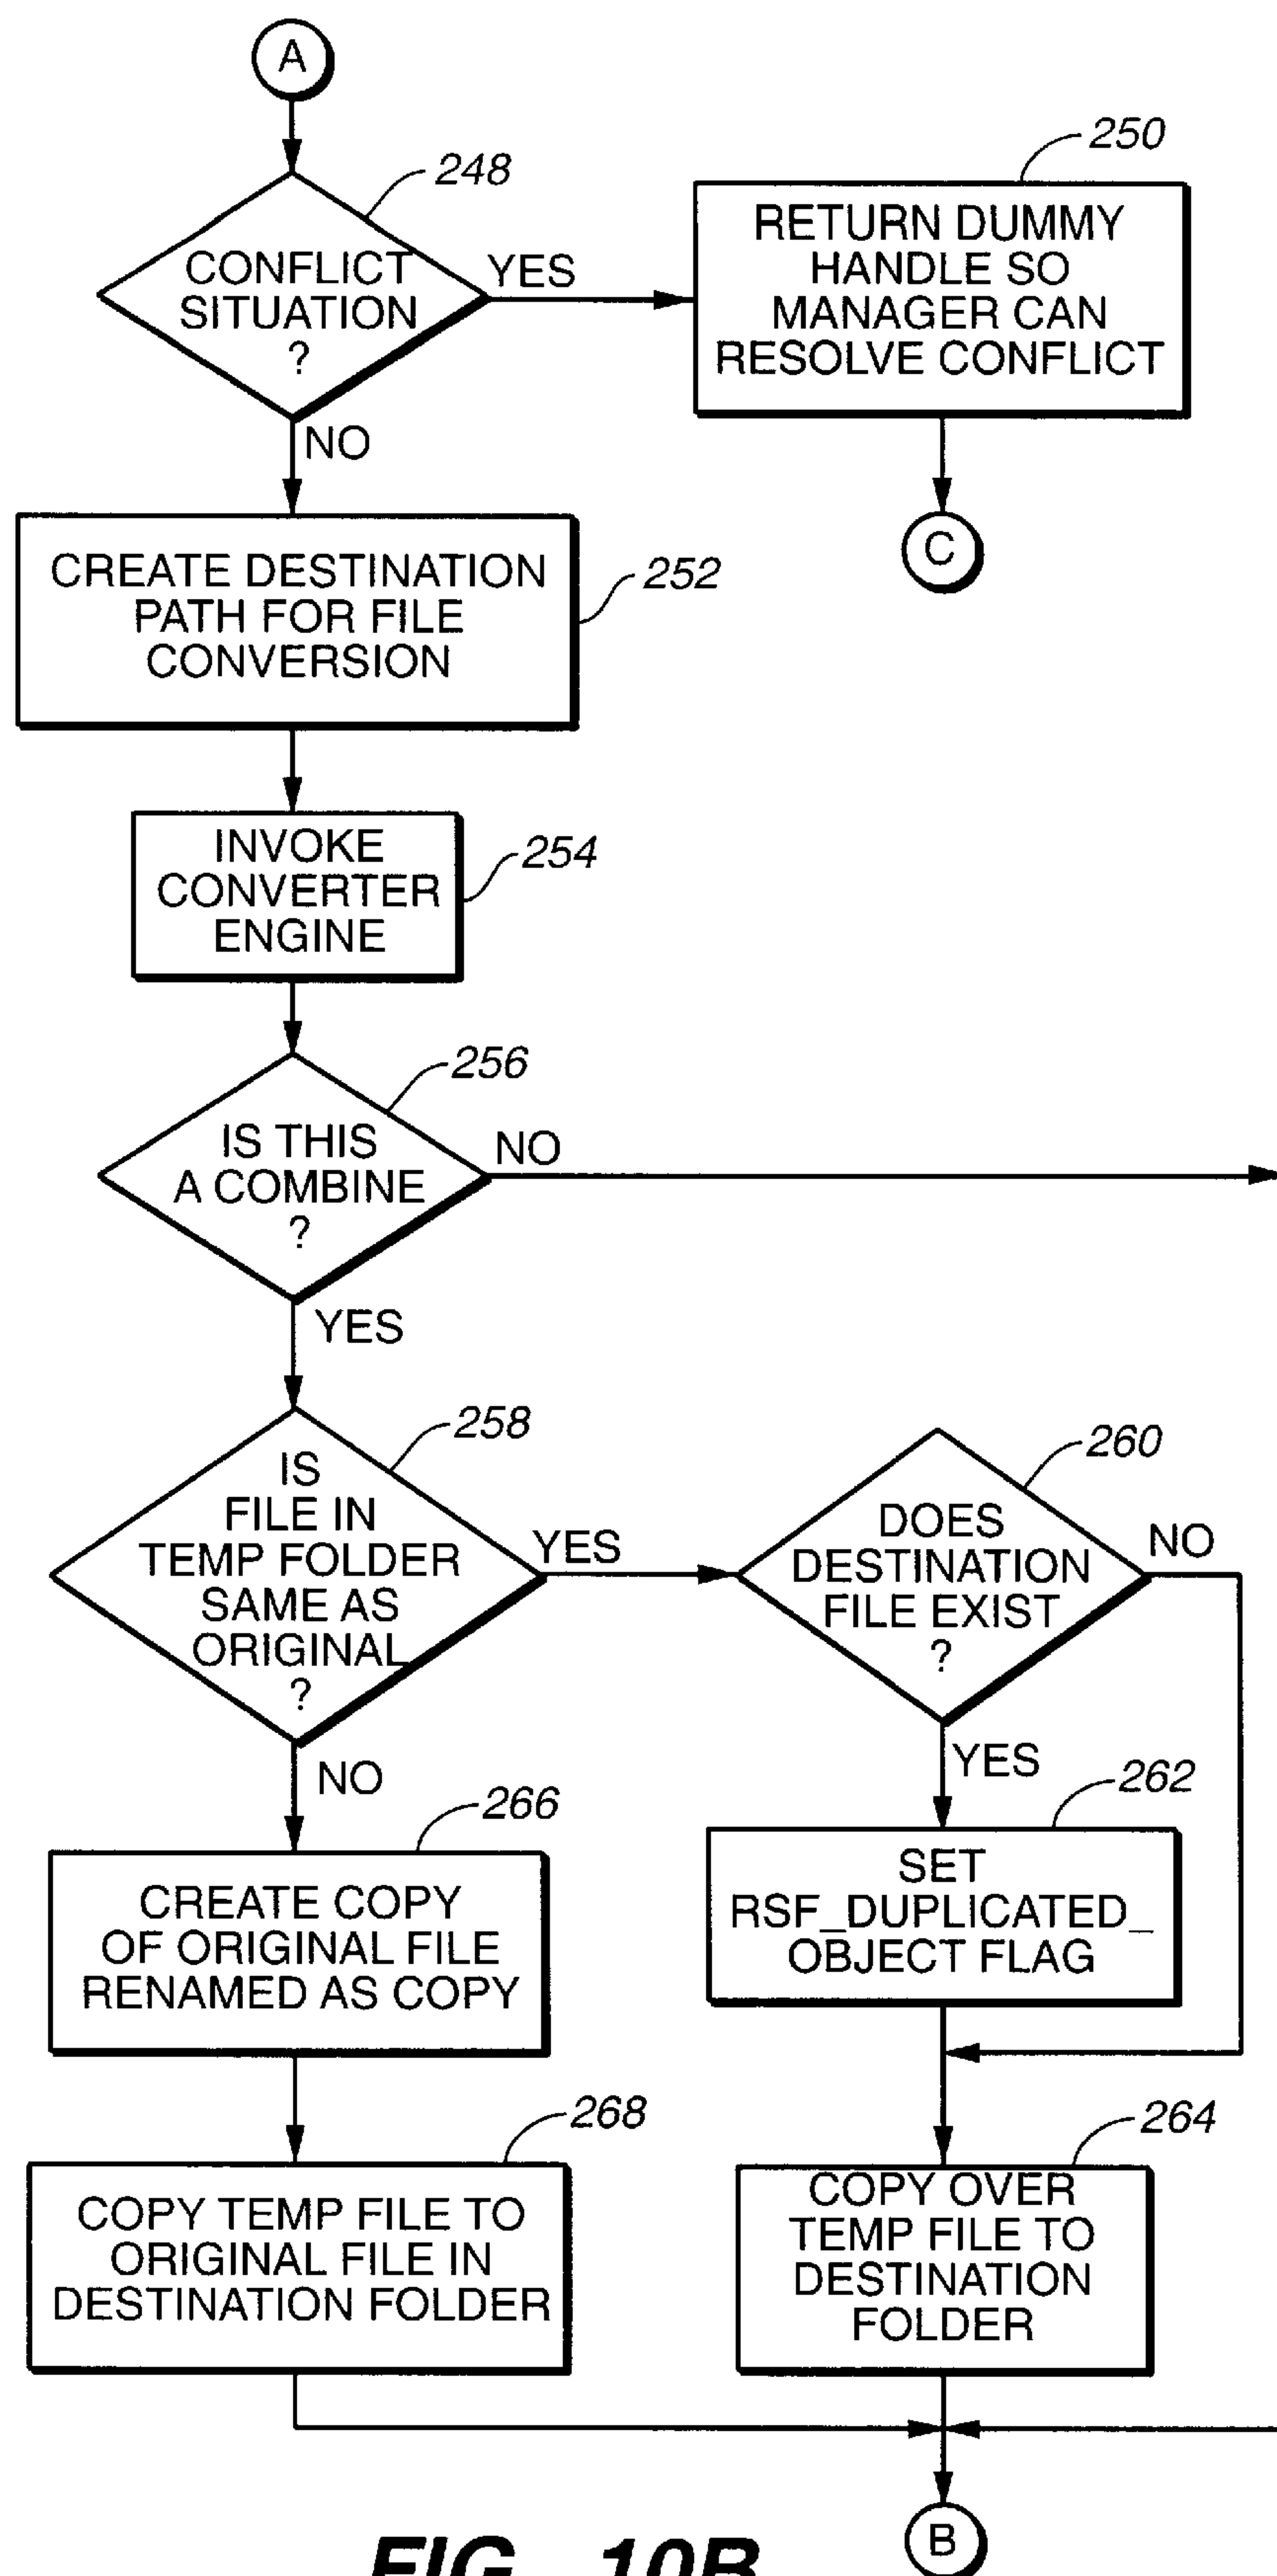 A
248
CONFLICT
SITUATION
?
YES
NO
250
RETURN DUMMY
HANDLE SO
MANAGER CAN
RESOLVE CONFLICT
C
252
CREATE DESTINATION
PATH FOR FILE
CONVERSION
254
INVOKE
CONVERTER
ENGINE
256
IS THIS
A COMBINE
?
NO
YES
258
IS
FILE IN
TEMP FOLDER
SAME AS
ORIGINAL
?
YES
NO
260
DOES
DESTINATION
FILE EXIST
?
NO
YES
262
SET
RSF_DUPLICATED_
OBJECT FLAG
266
CREATE COPY
OF ORIGINAL FILE
RENAMED AS COPY
268
COPY TEMP FILE TO
ORIGINAL FILE IN
DESTINATION FOLDER
264
COPY OVER
TEMP FILE TO
DESTINATION
FOLDER
B
FIG._10B